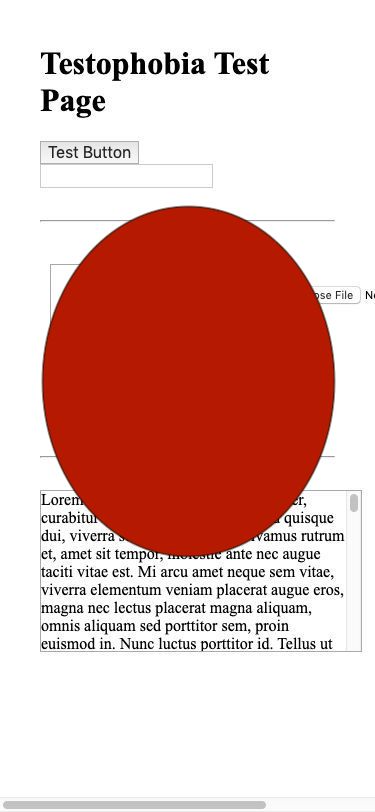 Testophobia Test
Page
Test Button
File
Lorem
curabitur quisque
dui, viverra rutrum
et, amet sit tempor, molestie ante nec augue
taciti vitae est. Mi arcu amet neque sem vitae,
viverra elementum veniam placerat augue eros,
magna nec lectus placerat magna aliquam,
omnis aliquam sed porttitor sem, proin
euismod in. Nunc luctus porttitor id. Tellus ut